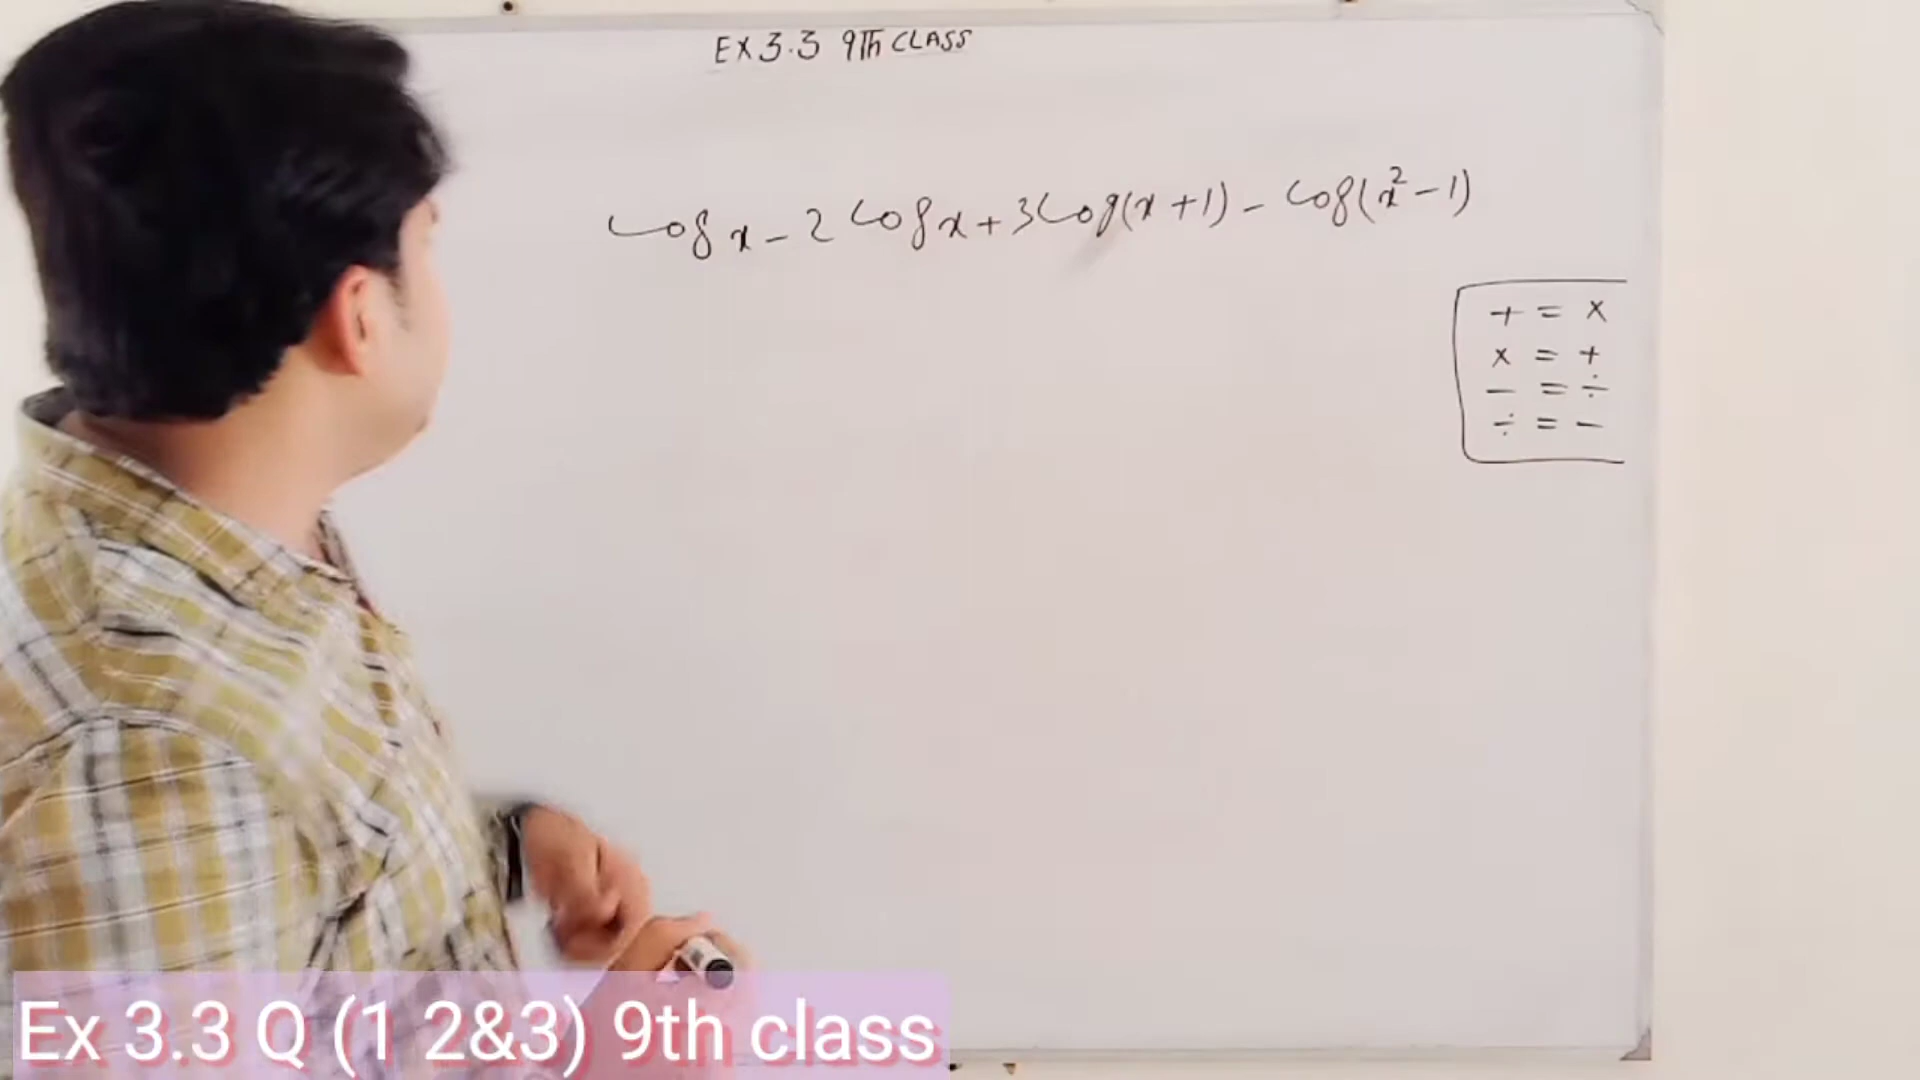 EX 3.3 9Th CLASS
Log x - 2 Log x + 3 Log (x + 1) - Log (x² - 1)
+ = ×
× = +
- = ÷
÷ = -
Ex 3.3 Q (1 2&3) 9th class